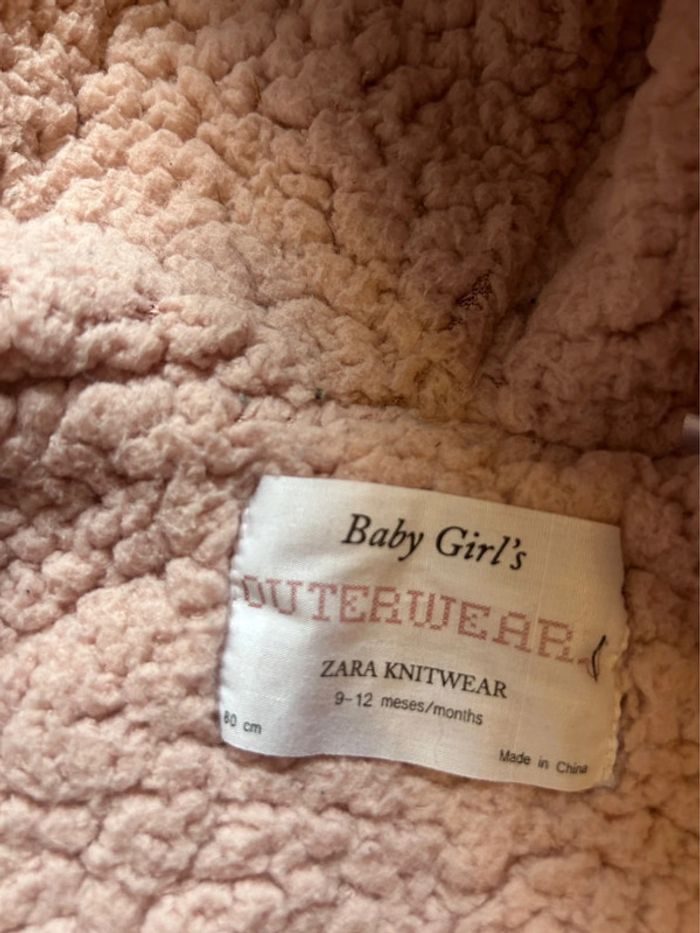 Baby Girl's
OUTERWEAR
ZARA KNITWEAR
9-12 meses/months
80 cm
Made in China